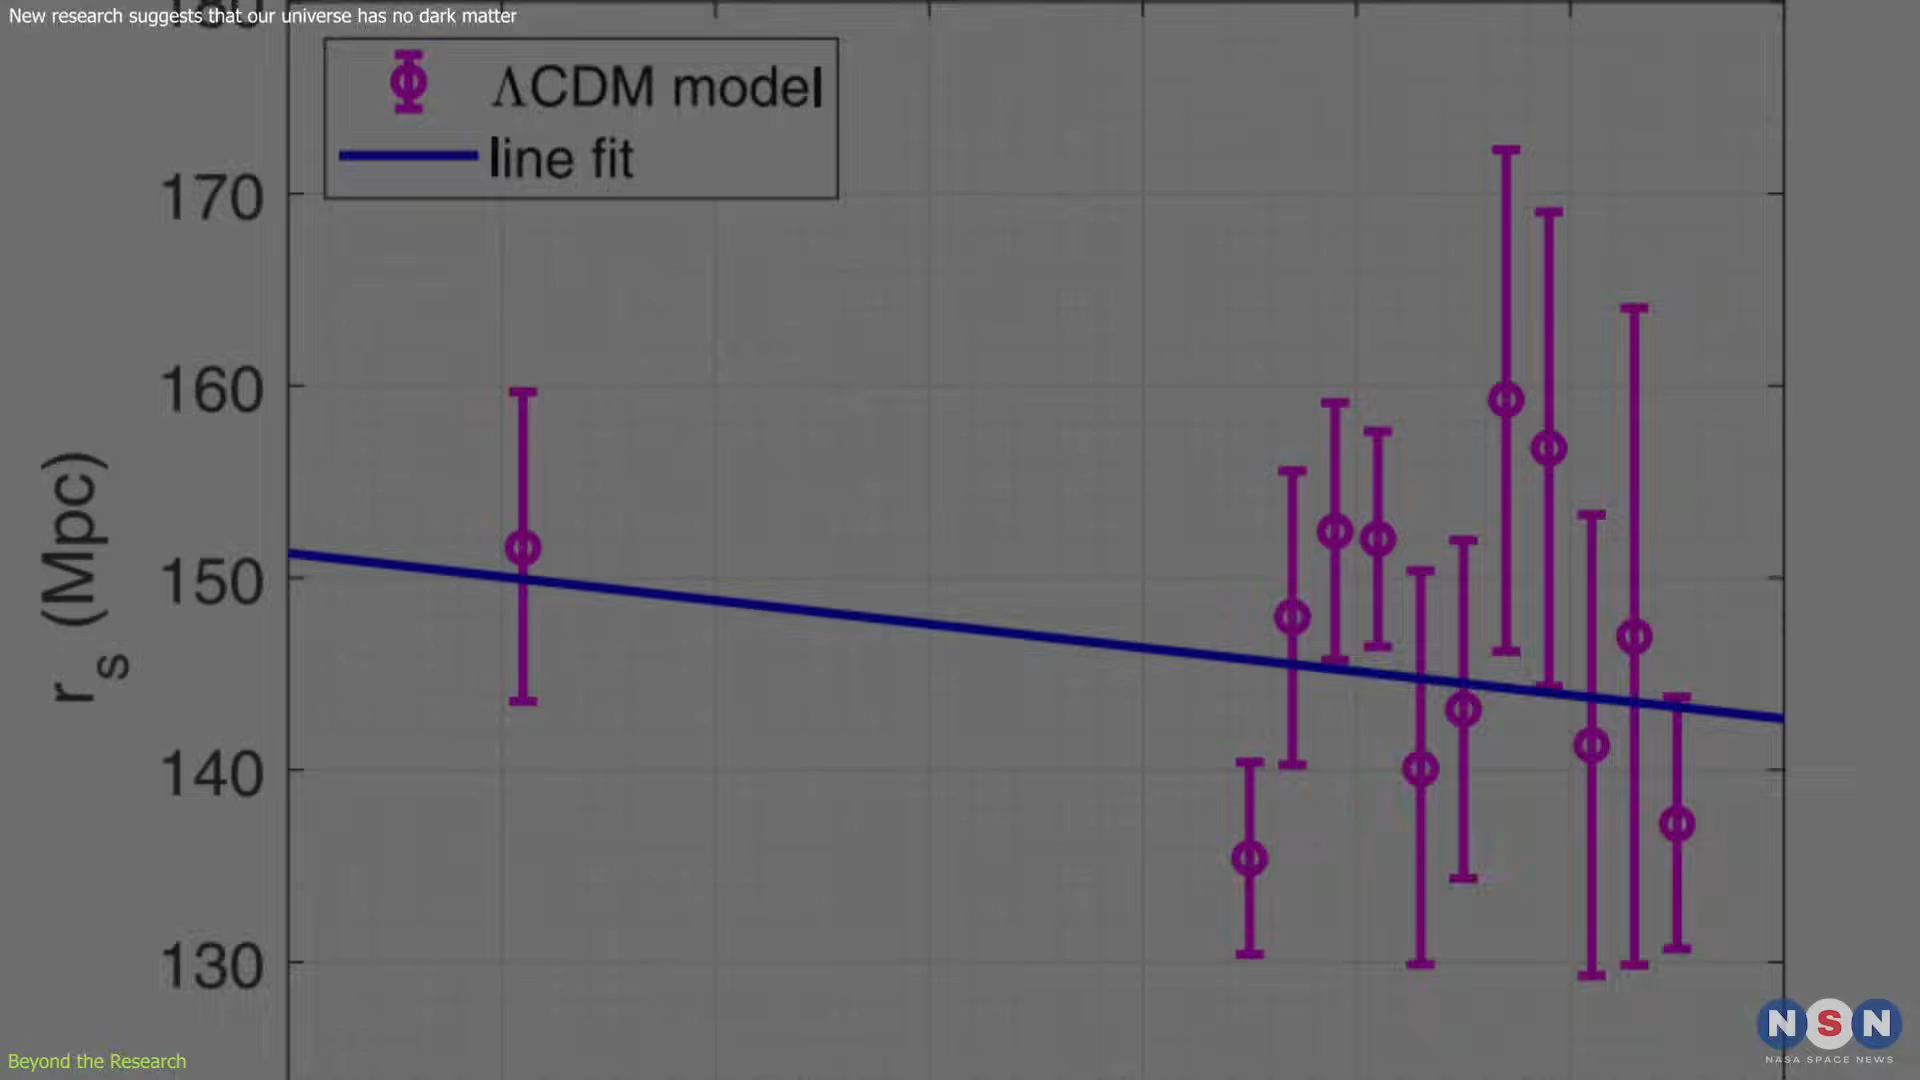 New research suggests that our universe has no dark matter
180
ΛCDM model
line fit
170
160
150
140
130
r s (Mpc)
Beyond the Research
NSN
NASA SPACE NEWS